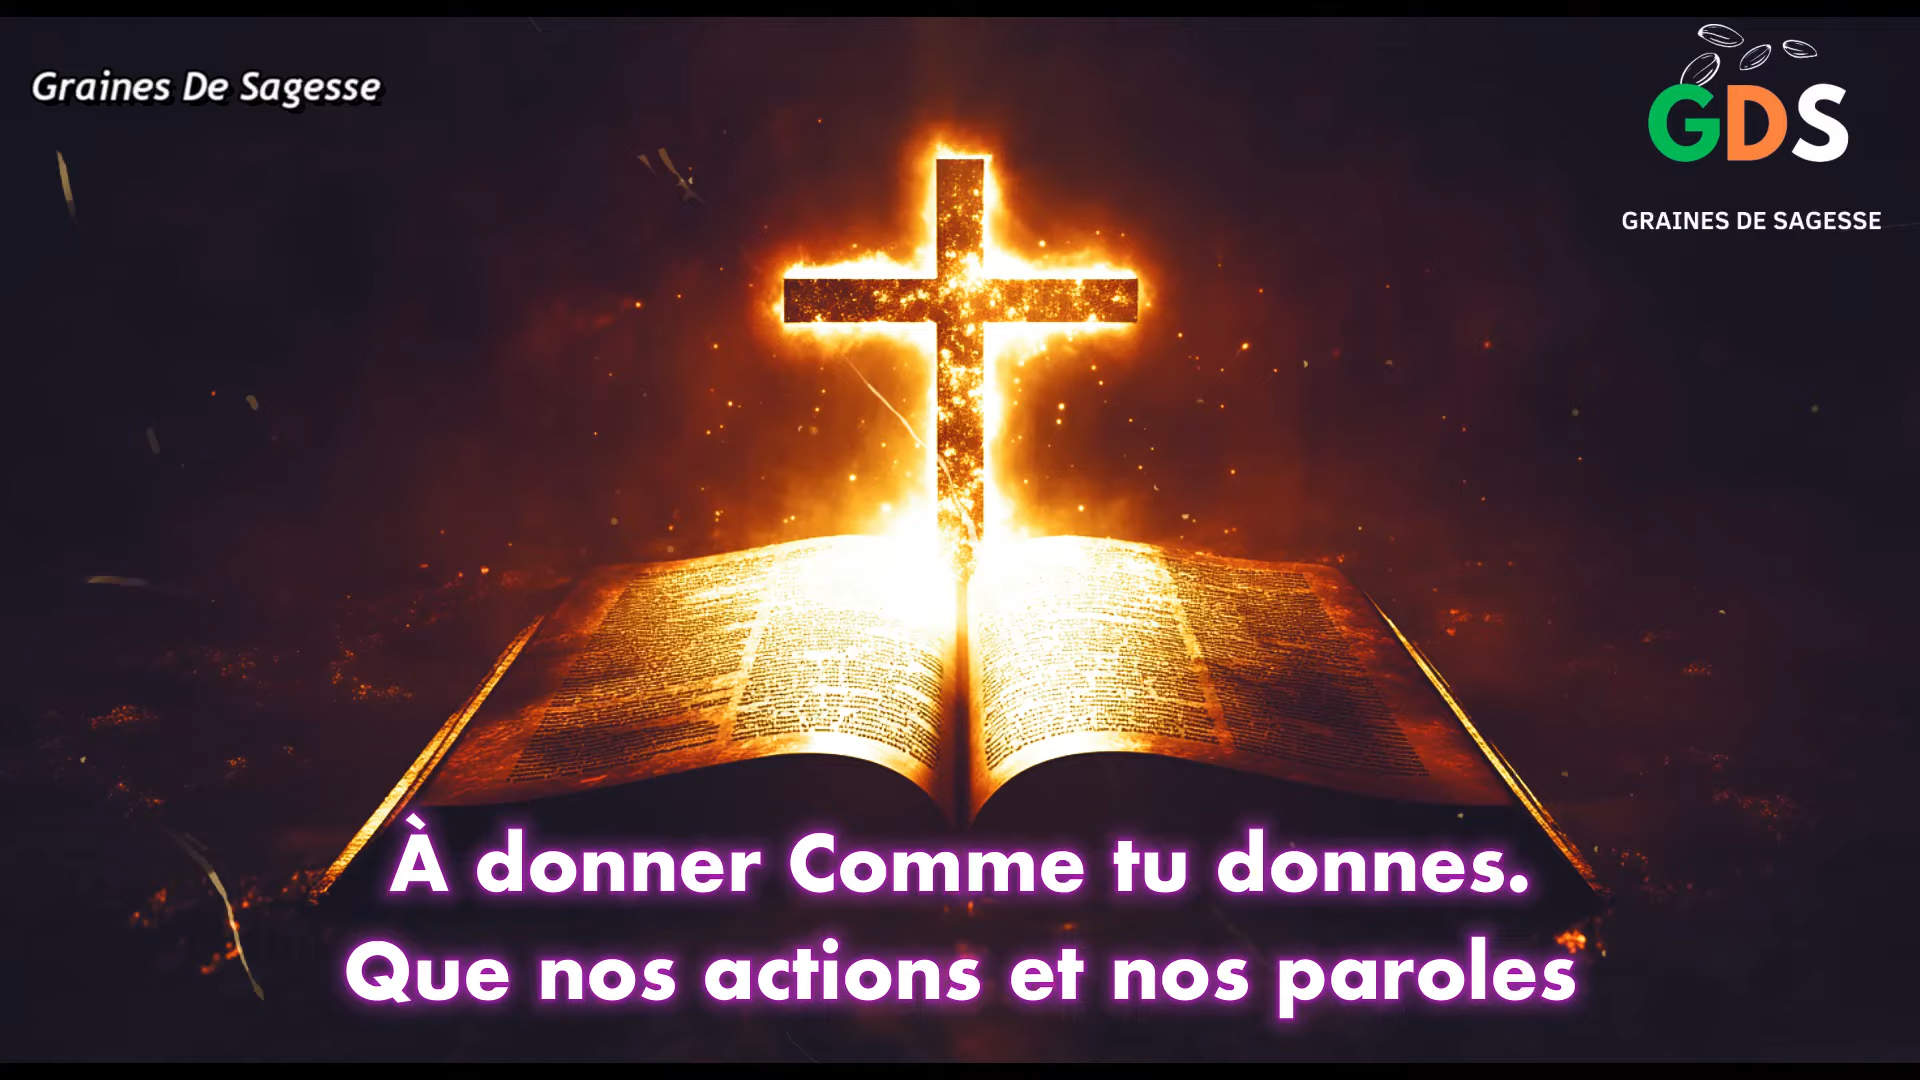 Graines De Sagesse
GDS
GRAINES DE SAGESSE
À donner Comme tu donnes.
Que nos actions et nos paroles